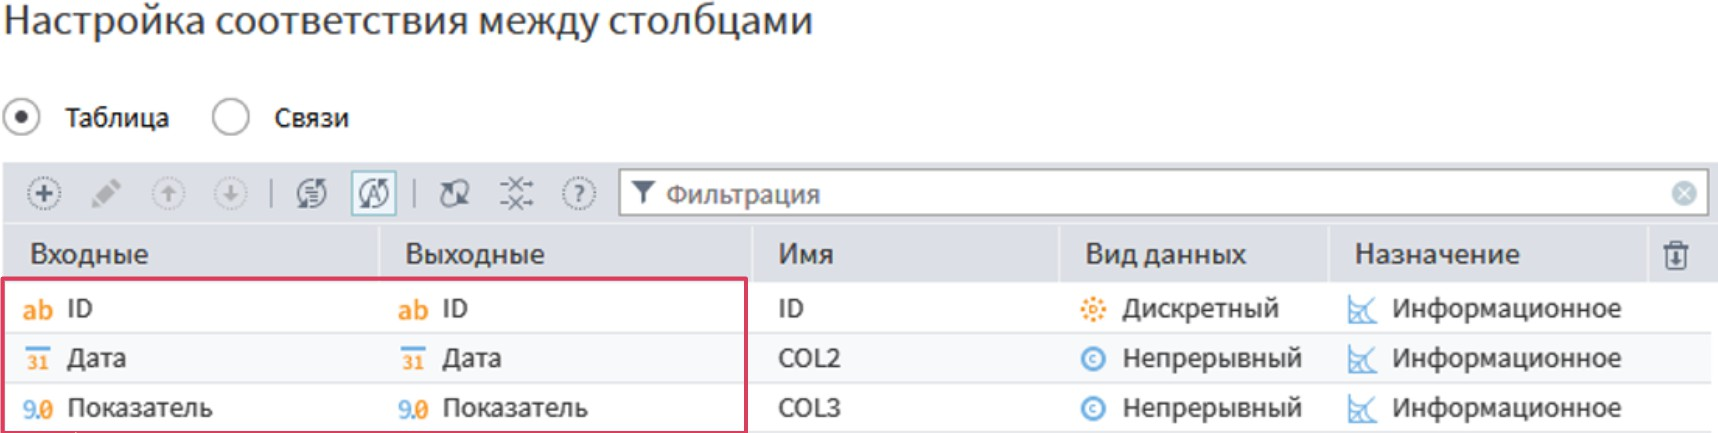 Настройка соответствия между столбцами
Таблица Связи
Фильтрация
Входные Выходные Имя Вид данных Назначение
ab ID ab ID ID Дискретный Информационное
31 Дата 31 Дата COL2 Непрерывный Информационное
9.0 Показатель 9.0 Показатель COL3 Непрерывный Информационное